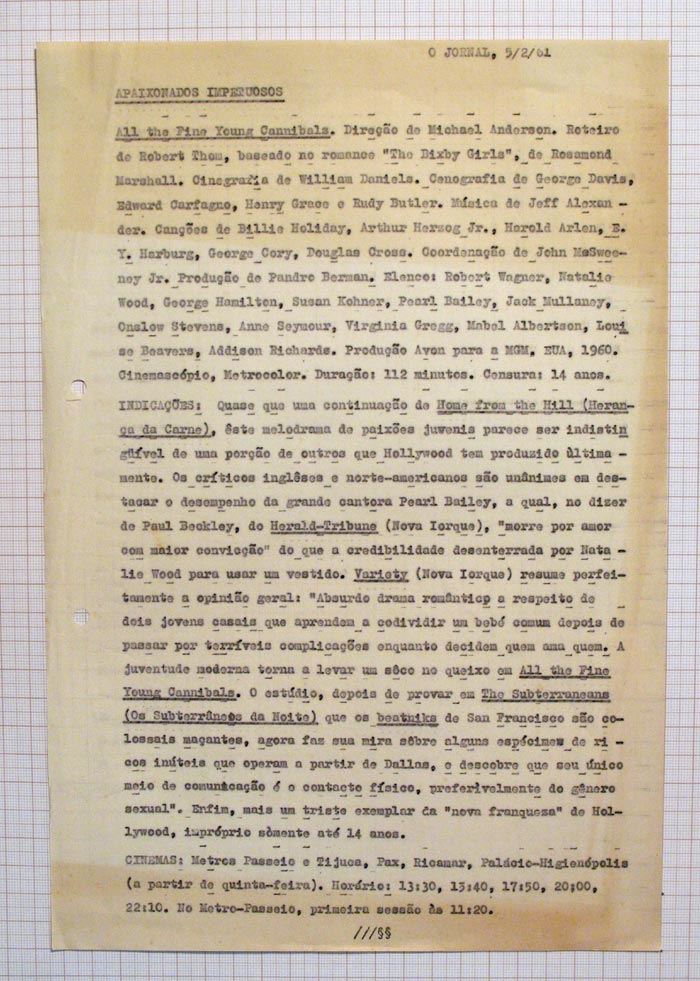 O JORNAL, 5/2/61
APAIXONADOS IMPETUOSOS
All the Fine Young Cannibals. Direção de Michael Anderson. Roteiro
de Robert Thom, baseado no romance "The Bixby Girls", de Rosamond
Marshall. Cinegrafia de William Daniels. Cenografia de George Davis,
Edward Carfagno, Henry Grace e Rudy Butler. Música de Jeff Alexan -
der. Canções de Billie Holiday, Arthur Herzog Jr., Harold Arlen, E.
Y. Harburg, George Cory, Douglas Cross. Coordenação de John McSwee-
ney Jr. Produção de Pandro Berman. Elenco: Robert Wagner, Natalie
Wood, George Hamilton, Susan Kohner, Pearl Bailey, Jack Mullaney,
Onslow Stevens, Anne Seymour, Virginia Gregg, Mabel Albertson, Loui
se Beavers, Addison Richards. Produção Avon para a MGM, EUA, 1960.
Cinemascópio, Metrocolor. Duração: 112 minutos. Censura: 14 anos.
INDICAÇÕES: Quase que uma continuação de Home from the Hill (Heran-
ça da Carne), êste melodrama de paixões juvenis parece ser indistin
güível de uma porção de outros que Hollywood tem produzido ùltima -
mente. Os críticos inglêses e norte-americanos são unânimes em des-
tacar o desempenho da grande cantora Pearl Bailey, a qual, no dizer
de Paul Beckley, do Herald-Tribune (Nova Iorque), "morre por amor
com maior convicção" do que a credibilidade desenterrada por Nata -
lie Wood para usar um vestido. Variety (Nova Iorque) resume perfei-
tamente a opinião geral: "Absurdo drama romântico a respeito de
dois jovens casais que aprendem a codividir um bebé comum depois de
passar por terríveis complicações enquanto decidem quem ama quem. A
juventude moderna torna a levar um sôco no queixo em All the Fine
Young Cannibals. O estúdio, depois de provar em The Subterraneans
(Os Subterrâneos da Noite) que os beatniks de San Francisco são co-
lossais maçantes, agora faz sua mira sôbre alguns espécimes de ri -
cos inúteis que operam a partir de Dallas, e descobre que seu único
meio de comunicação é o contacto físico, preferivelmente do gênero
sexual". Enfim, mais um triste exemplar da "nova franqueza" de Hol-
lywood, impróprio sòmente até 14 anos.
CINEMAS: Metros Passeio e Tijuca, Pax, Ricamar, Palácio-Higienópolis
(a partir de quinta-feira). Horário: 13:30, 15:40, 17:50, 20:00,
22:10. No Metro-Passeio, primeira sessão às 11:20.
///§§